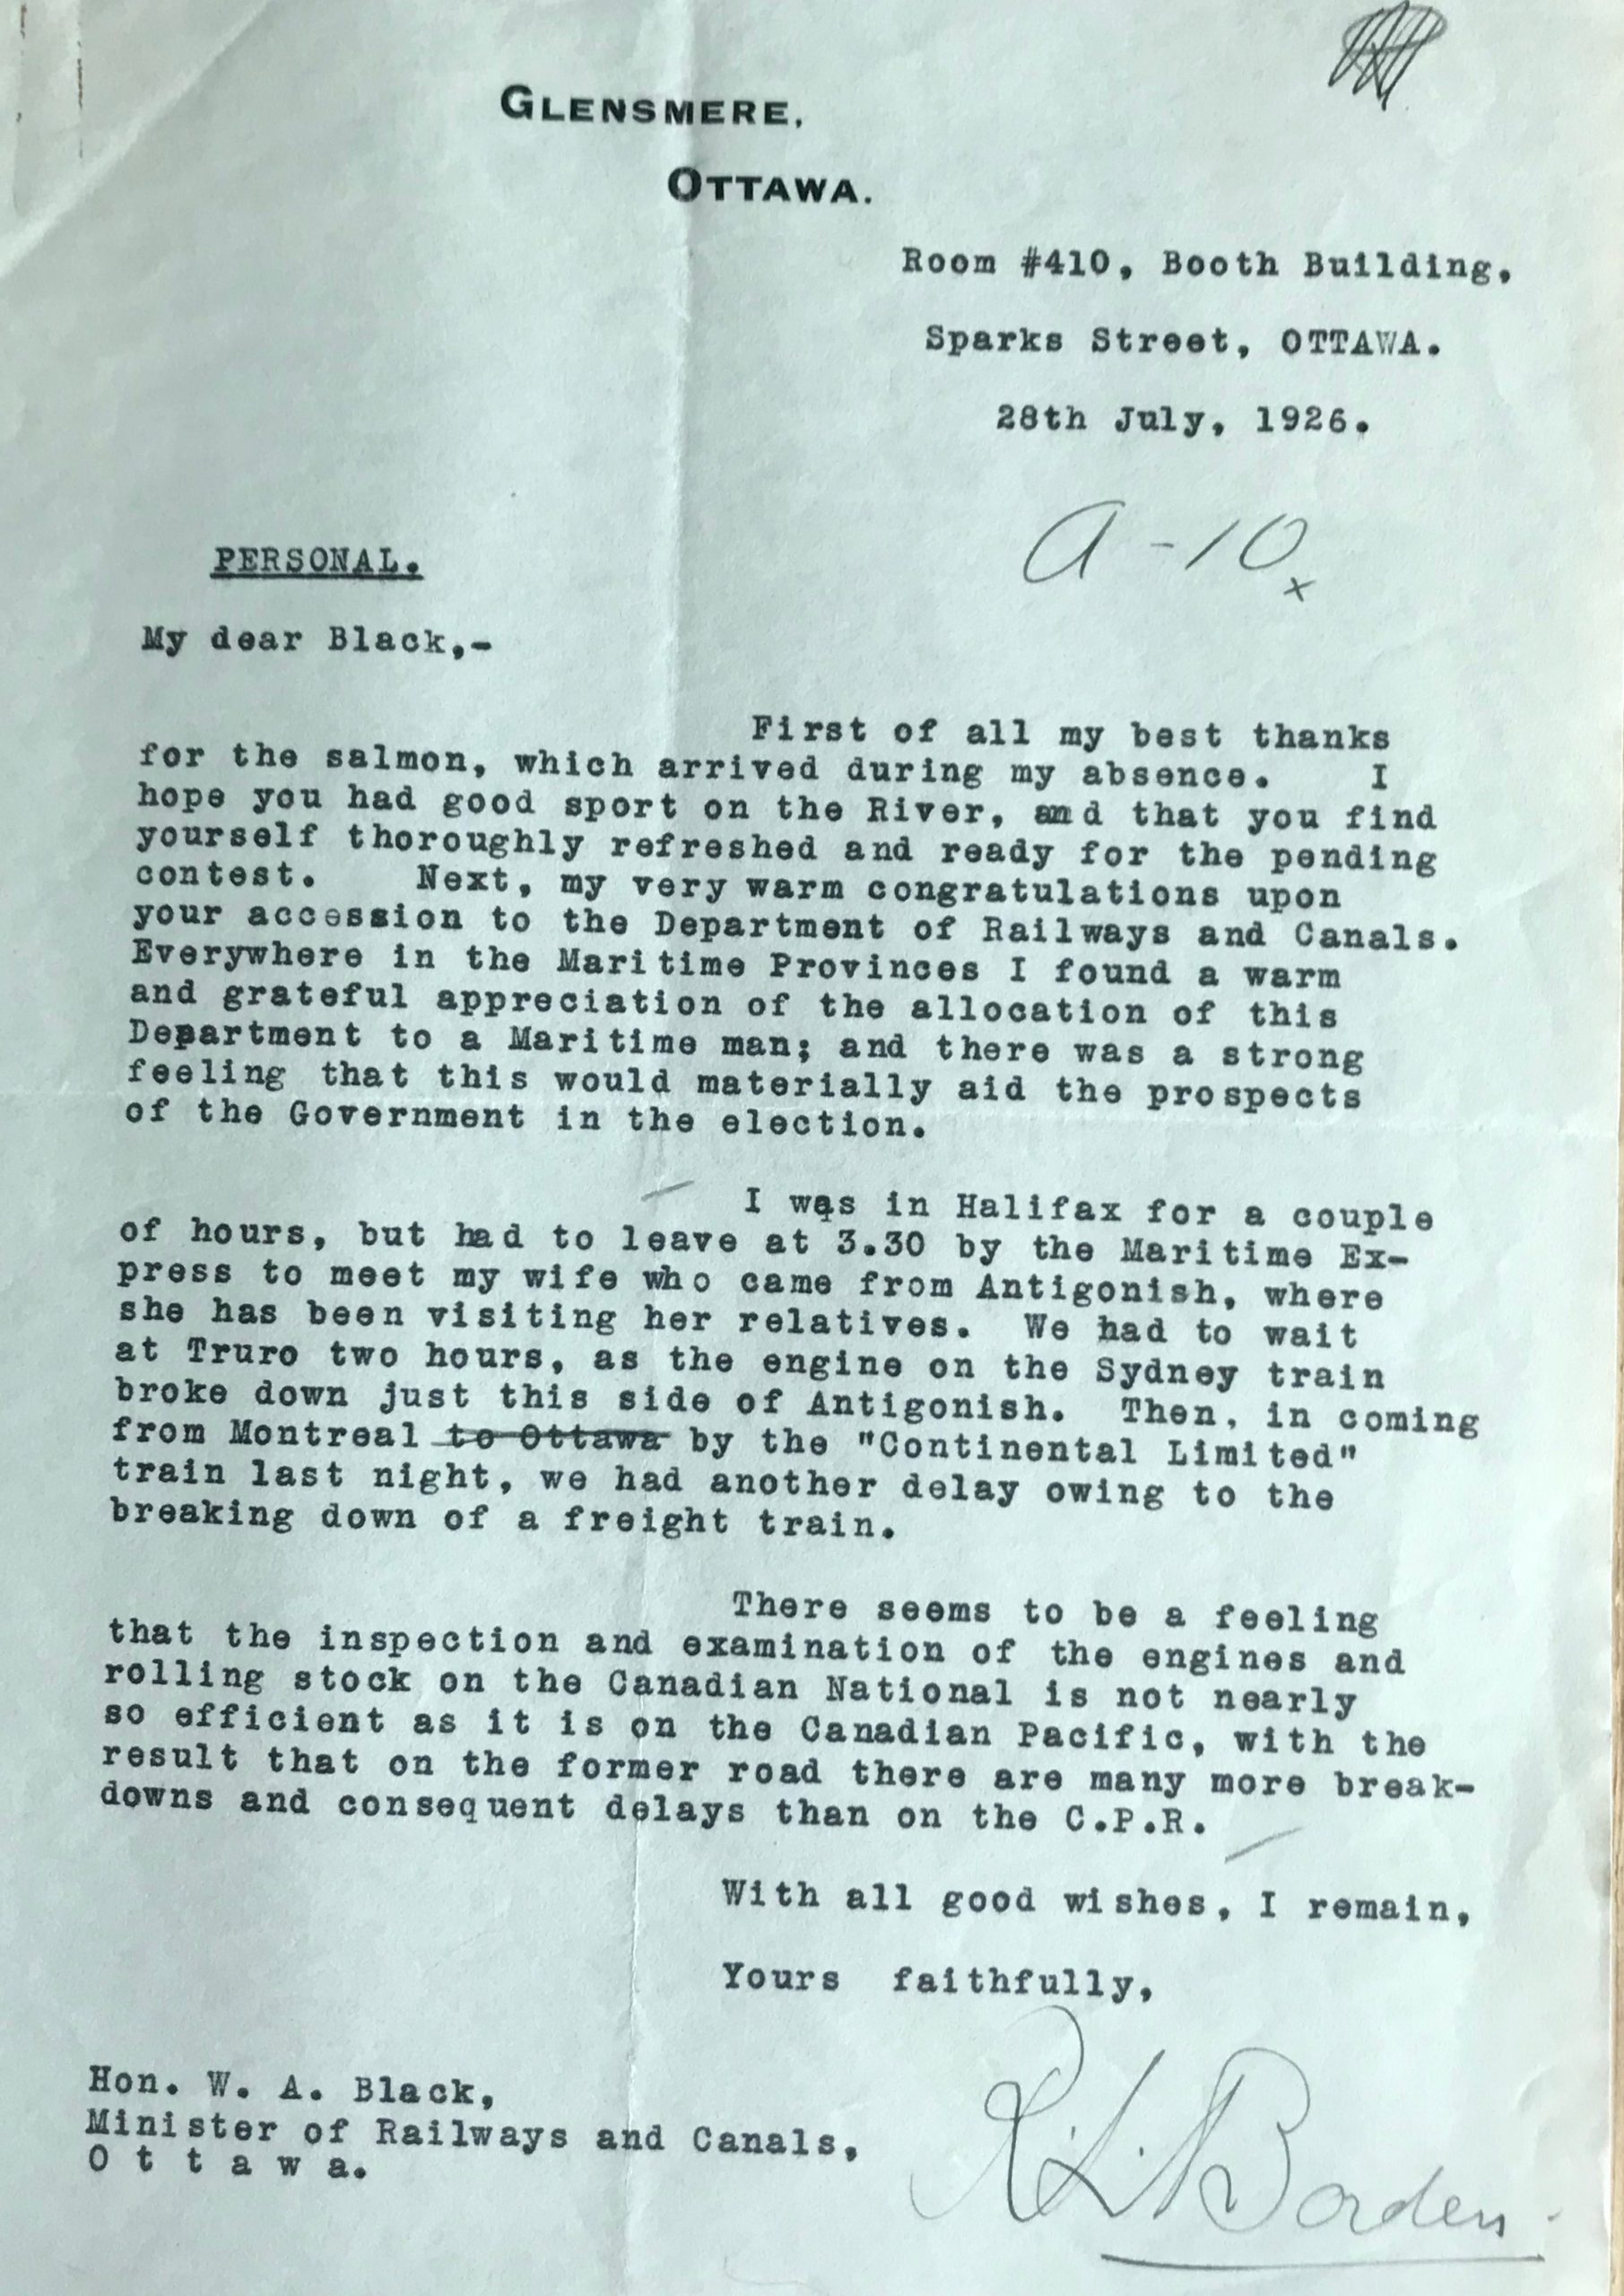 GLENSMERE,
OTTAWA.
Room #410, Booth Building,
Sparks Street, OTTAWA.
28th July, 1926.
a - 10 x
PERSONAL.
My dear Black,-
First of all my best thanks
for the salmon, which arrived during my absence. I
hope you had good sport on the River, and that you find
yourself thoroughly refreshed and ready for the pending
contest. Next, my very warm congratulations upon
your accession to the Department of Railways and Canals.
Everywhere in the Maritime Provinces I found a warm
and grateful appreciation of the allocation of this
Department to a Maritime man; and there was a strong
feeling that this would materially aid the prospects
of the Government in the election.
I was in Halifax for a couple
of hours, but had to leave at 3.30 by the Maritime Ex-
press to meet my wife who came from Antigonish, where
she has been visiting her relatives. We had to wait
at Truro two hours, as the engine on the Sydney train
broke down just this side of Antigonish. Then, in coming
from Montreal to Ottawa by the "Continental Limited"
train last night, we had another delay owing to the
breaking down of a freight train.
There seems to be a feeling
that the inspection and examination of the engines and
rolling stock on the Canadian National is not nearly
so efficient as it is on the Canadian Pacific, with the
result that on the former road there are many more break-
downs and consequent delays than on the C.P.R.
With all good wishes, I remain,
Yours faithfully,
R.L. Borden
Hon. W. A. Black,
Minister of Railways and Canals,
O t t a w a.